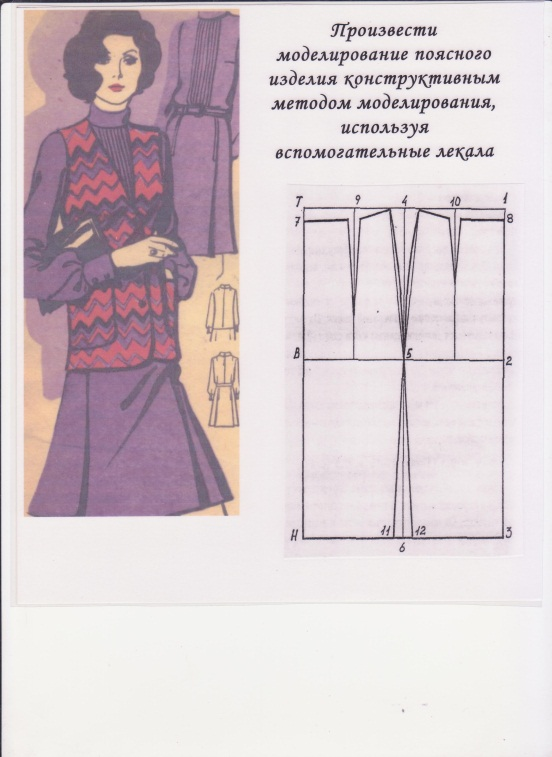 Произвести
моделирование поясного
изделия конструктивным
методом моделирования,
используя
вспомогательные лекала
Т 9 4 10 1
7 8
В 5 2
Н 11 12 3
6